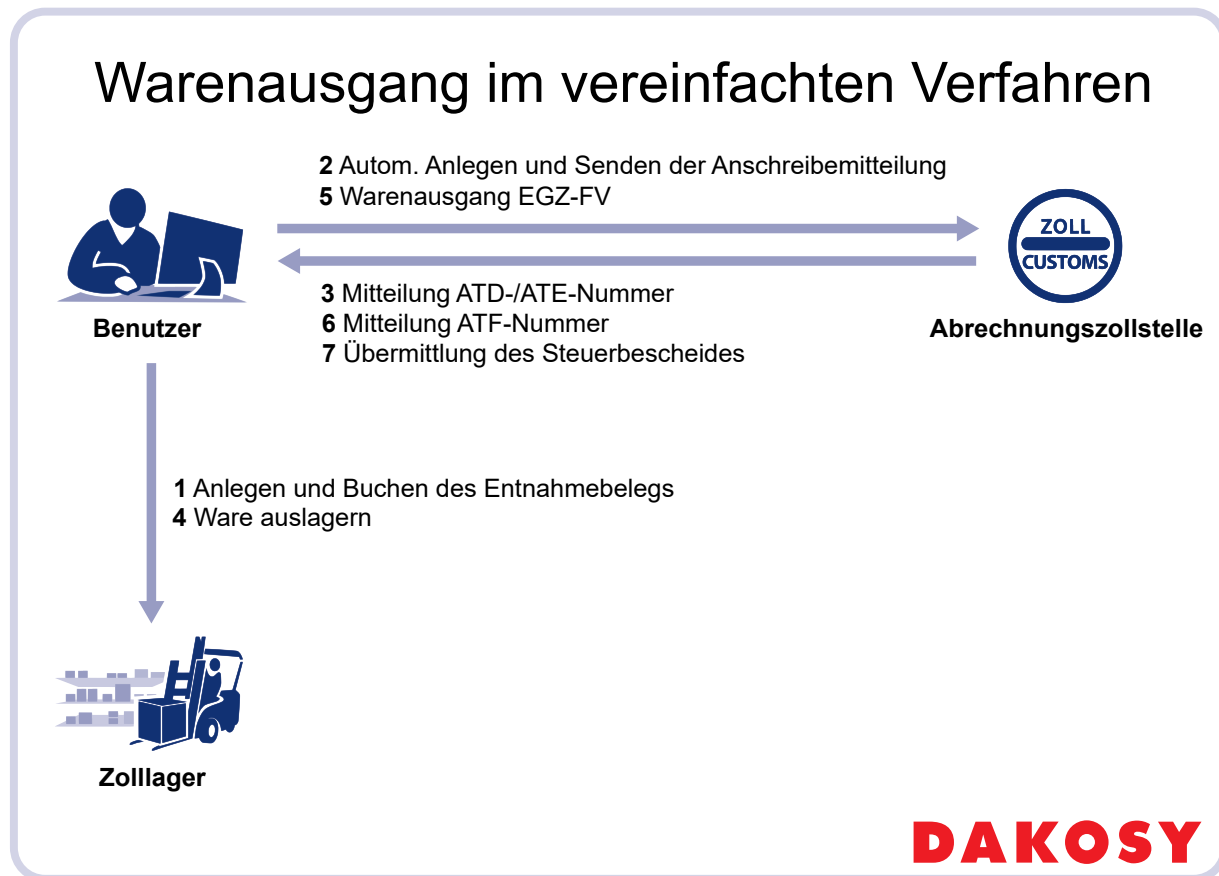 Warenausgang im vereinfachten Verfahren
2 Autom. Anlegen und Senden der Anschreibemitteilung
5 Warenausgang EGZ-FV
ZOLL
CUSTOMS
3 Mitteilung ATD-/ATE-Nummer
6 Mitteilung ATF-Nummer
7 Übermittlung des Steuerbescheides
Benutzer
Abrechnungszollstelle
1 Anlegen und Buchen des Entnahmebelegs
4 Ware auslagern
Zolllager
DAKOSY